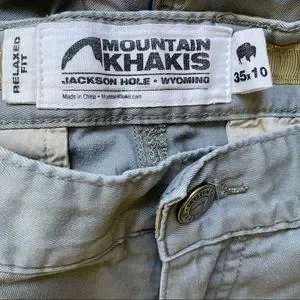 RELAXED
FIT
MOUNTAIN
KHAKIS
JACKSON HOLE • WYOMING
Made in China • MountainKhakis.com
35x10